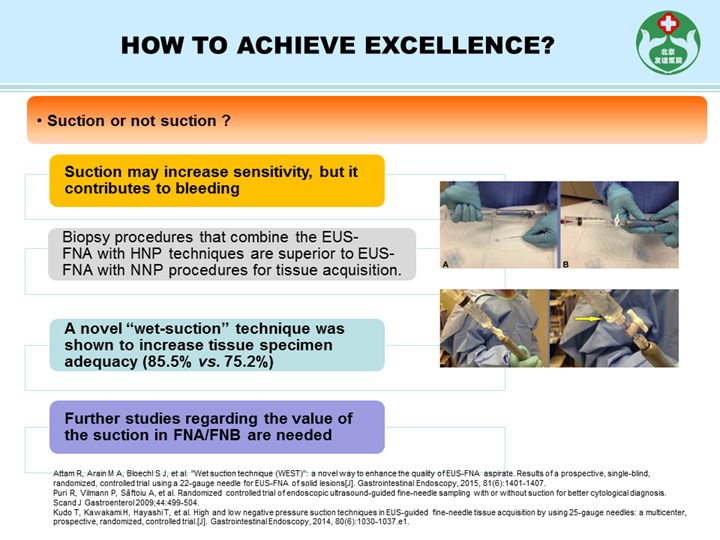 HOW TO ACHIEVE EXCELLENCE?
北京
友谊医院
• Suction or not suction ?
Suction may increase sensitivity, but it
contributes to bleeding
Biopsy procedures that combine the EUS-
FNA with HNP techniques are superior to EUS-
FNA with NNP procedures for tissue acquisition.
A B
A novel “wet-suction” technique was
shown to increase tissue specimen
adequacy (85.5% vs. 75.2%)
Further studies regarding the value of
the suction in FNA/FNB are needed
Attam R, Arain M A, Bloechl S J, et al. "Wet suction technique (WEST)": a novel way to enhance the quality of EUS-FNA aspirate. Results of a prospective, single-blind,
randomized, controlled trial using a 22-gauge needle for EUS-FNA of solid lesions[J]. Gastrointestinal Endoscopy, 2015, 81(6):1401-1407.
Puri R, Vilmann P, Săftoiu A, et al. Randomized controlled trial of endoscopic ultrasound-guided fine-needle sampling with or without suction for better cytological diagnosis.
Scand J Gastroenterol 2009;44:499-504.
Kudo T, Kawakami H, Hayashi T, et al. High and low negative pressure suction techniques in EUS-guided fine-needle tissue acquisition by using 25-gauge needles: a multicenter,
prospective, randomized, controlled trial.[J]. Gastrointestinal Endoscopy, 2014, 80(6):1030-1037.e1.